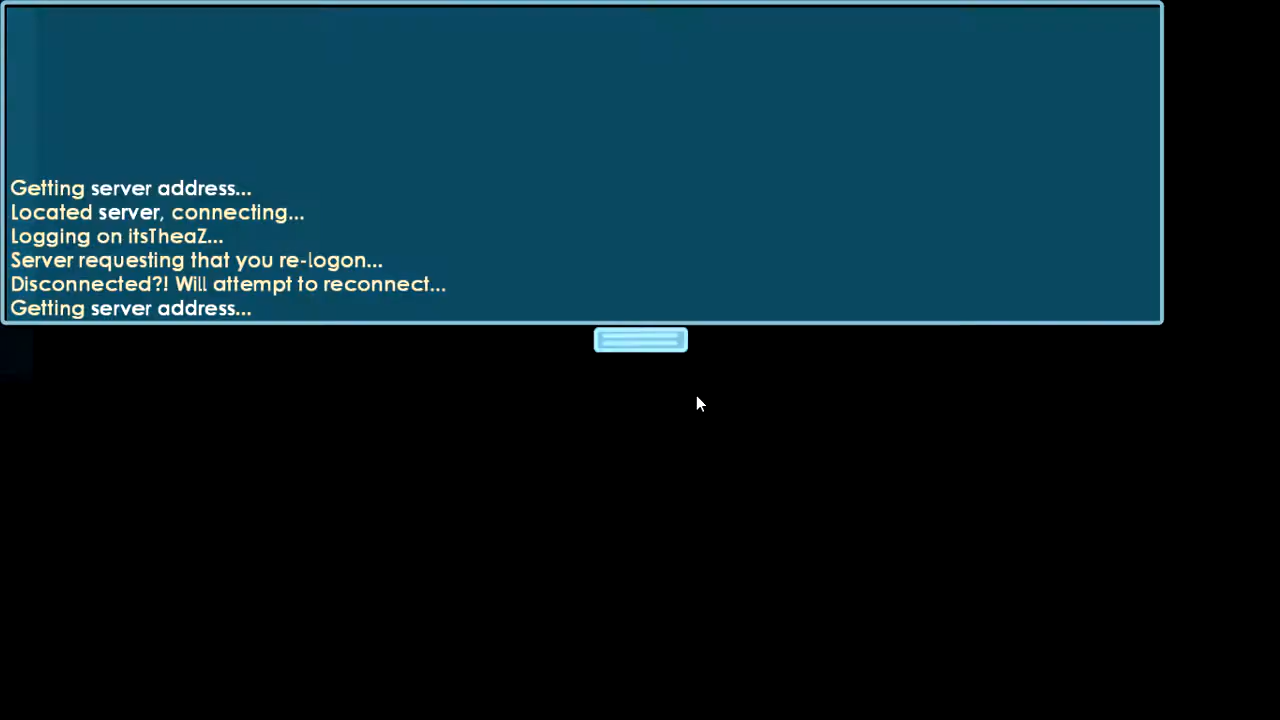 Getting server address...
Located server, connecting...
Logging on itsTheaZ...
Server requesting that you re-logon...
Disconnected?! Will attempt to reconnect...
Getting server address...